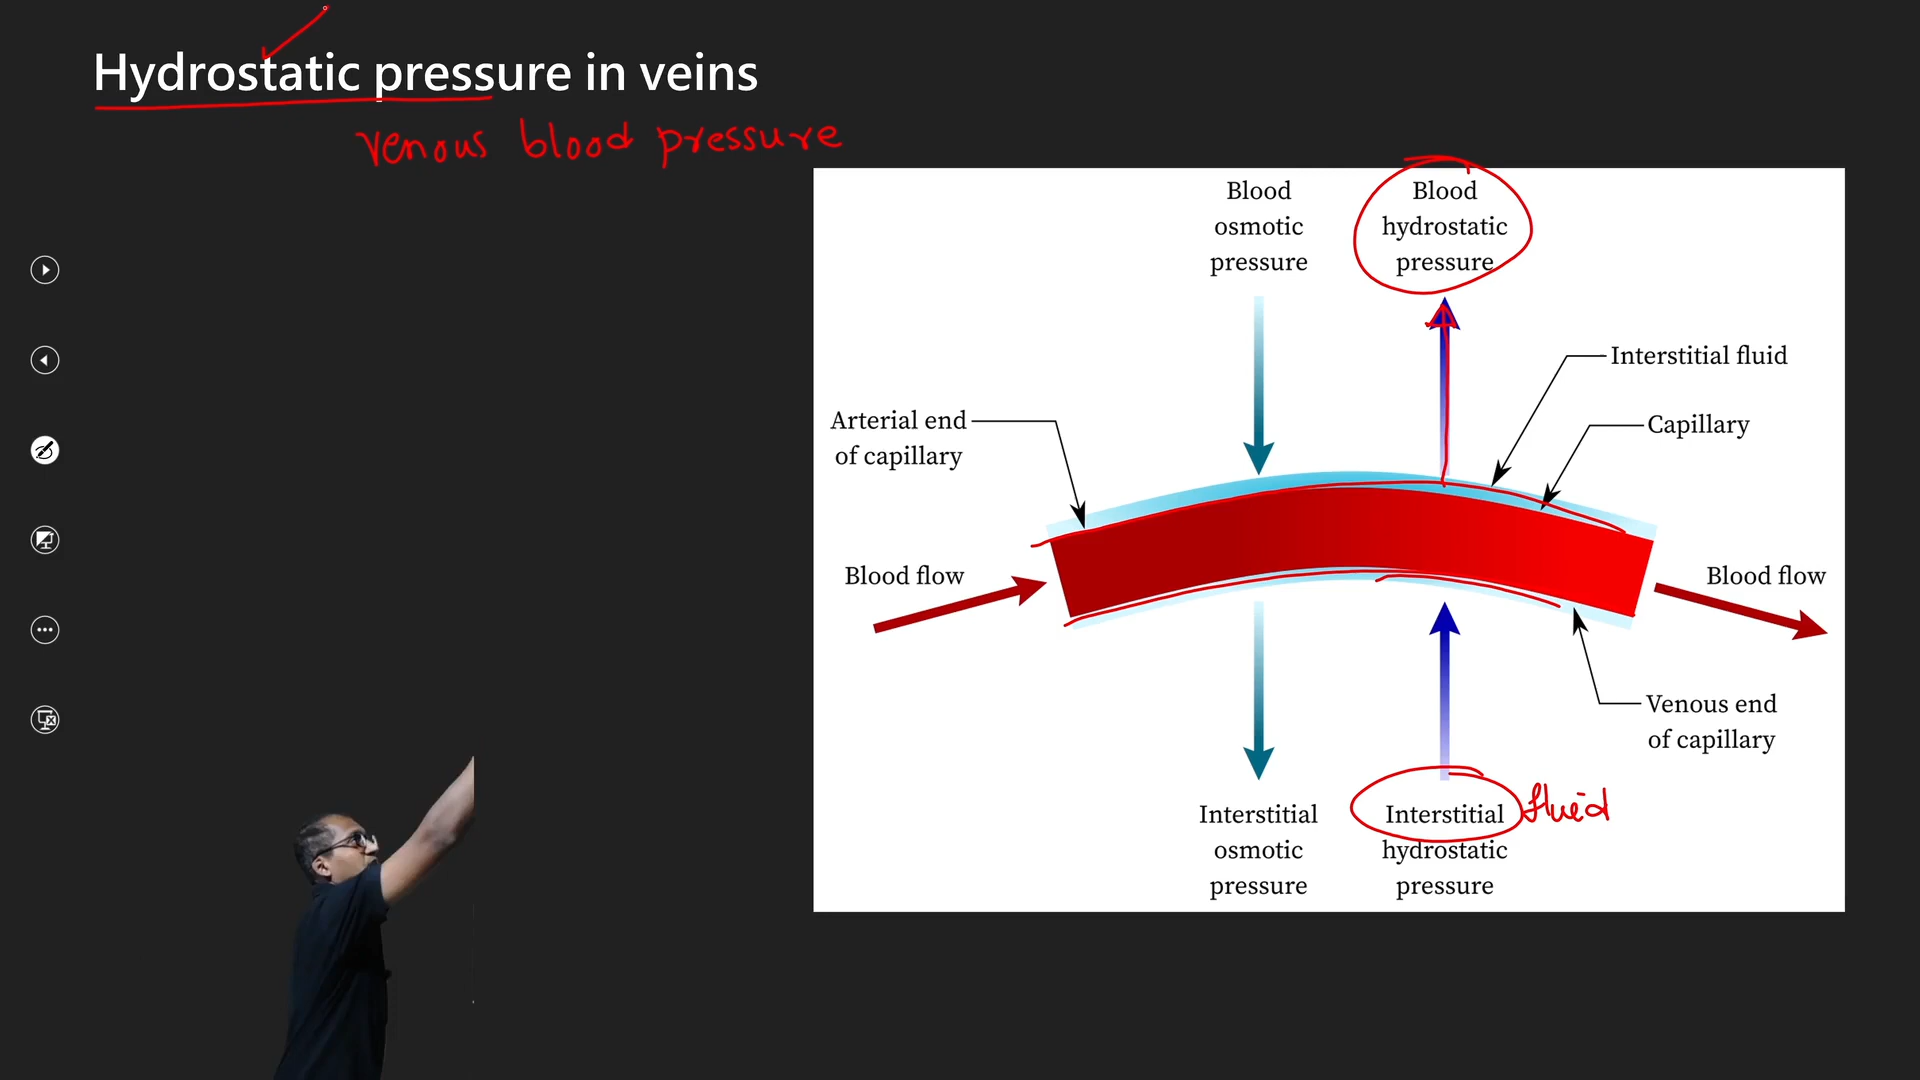 Hydrostatic pressure in veins
venous blood pressure
Blood
osmotic
pressure
Blood
hydrostatic
pressure
Interstitial fluid
Capillary
Arterial end
of capillary
Blood flow
Blood flow
Venous end
of capillary
Interstitial
osmotic
pressure
Interstitial fluid
hydrostatic
pressure